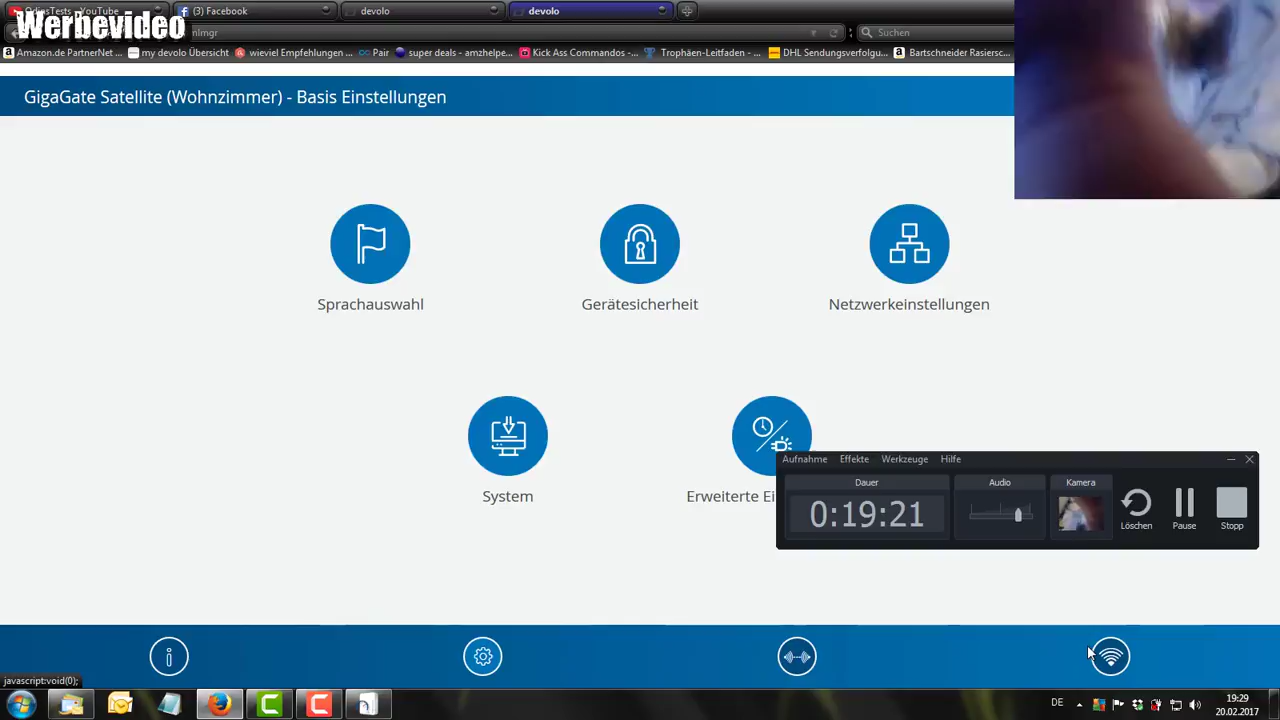 OdinsTests - YouTube
(3) Facebook
devolo
devolo
Werbevideo
nlmgr
Suchen
Amazon.de PartnerNet ...
my devolo Übersicht
wieviel Empfehlungen ...
Pair
super deals - amzhelpe...
Kick Ass Commandos -...
Trophäen-Leitfaden - ...
DHL Sendungsverfolgu...
Bartschneider Rasiersc...
GigaGate Satellite (Wohnzimmer) - Basis Einstellungen
Sprachauswahl
Gerätesicherheit
Netzwerkeinstellungen
System
Erweiterte Ei
Aufnahme Effekte Werkzeuge Hilfe
Dauer
Audio
Kamera
0:19:21
Löschen
Pause
Stopp
javascript:void(0);
DE
19:29
20.02.2017